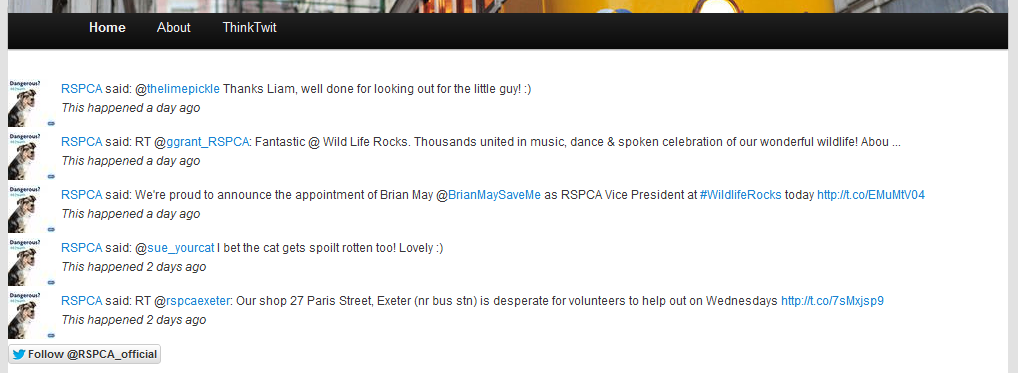 Home About ThinkTwit
Dangerous?
RSPCA said: @thelimepickle Thanks Liam, well done for looking out for the little guy! :)
This happened a day ago
Dangerous?
RSPCA said: RT @ggrant_RSPCA: Fantastic @ Wild Life Rocks. Thousands united in music, dance & spoken celebration of our wonderful wildlife! Abou ...
This happened a day ago
Dangerous?
RSPCA said: We're proud to announce the appointment of Brian May @BrianMaySaveMe as RSPCA Vice President at #WildlifeRocks today http://t.co/EMuMtV04
This happened a day ago
Dangerous?
RSPCA said: @sue_yourcat I bet the cat gets spoilt rotten too! Lovely :)
This happened 2 days ago
Dangerous?
RSPCA said: RT @rspcaexeter: Our shop 27 Paris Street, Exeter (nr bus stn) is desperate for volunteers to help out on Wednesdays http://t.co/7sMxjsp9
This happened 2 days ago
Follow @RSPCA_official